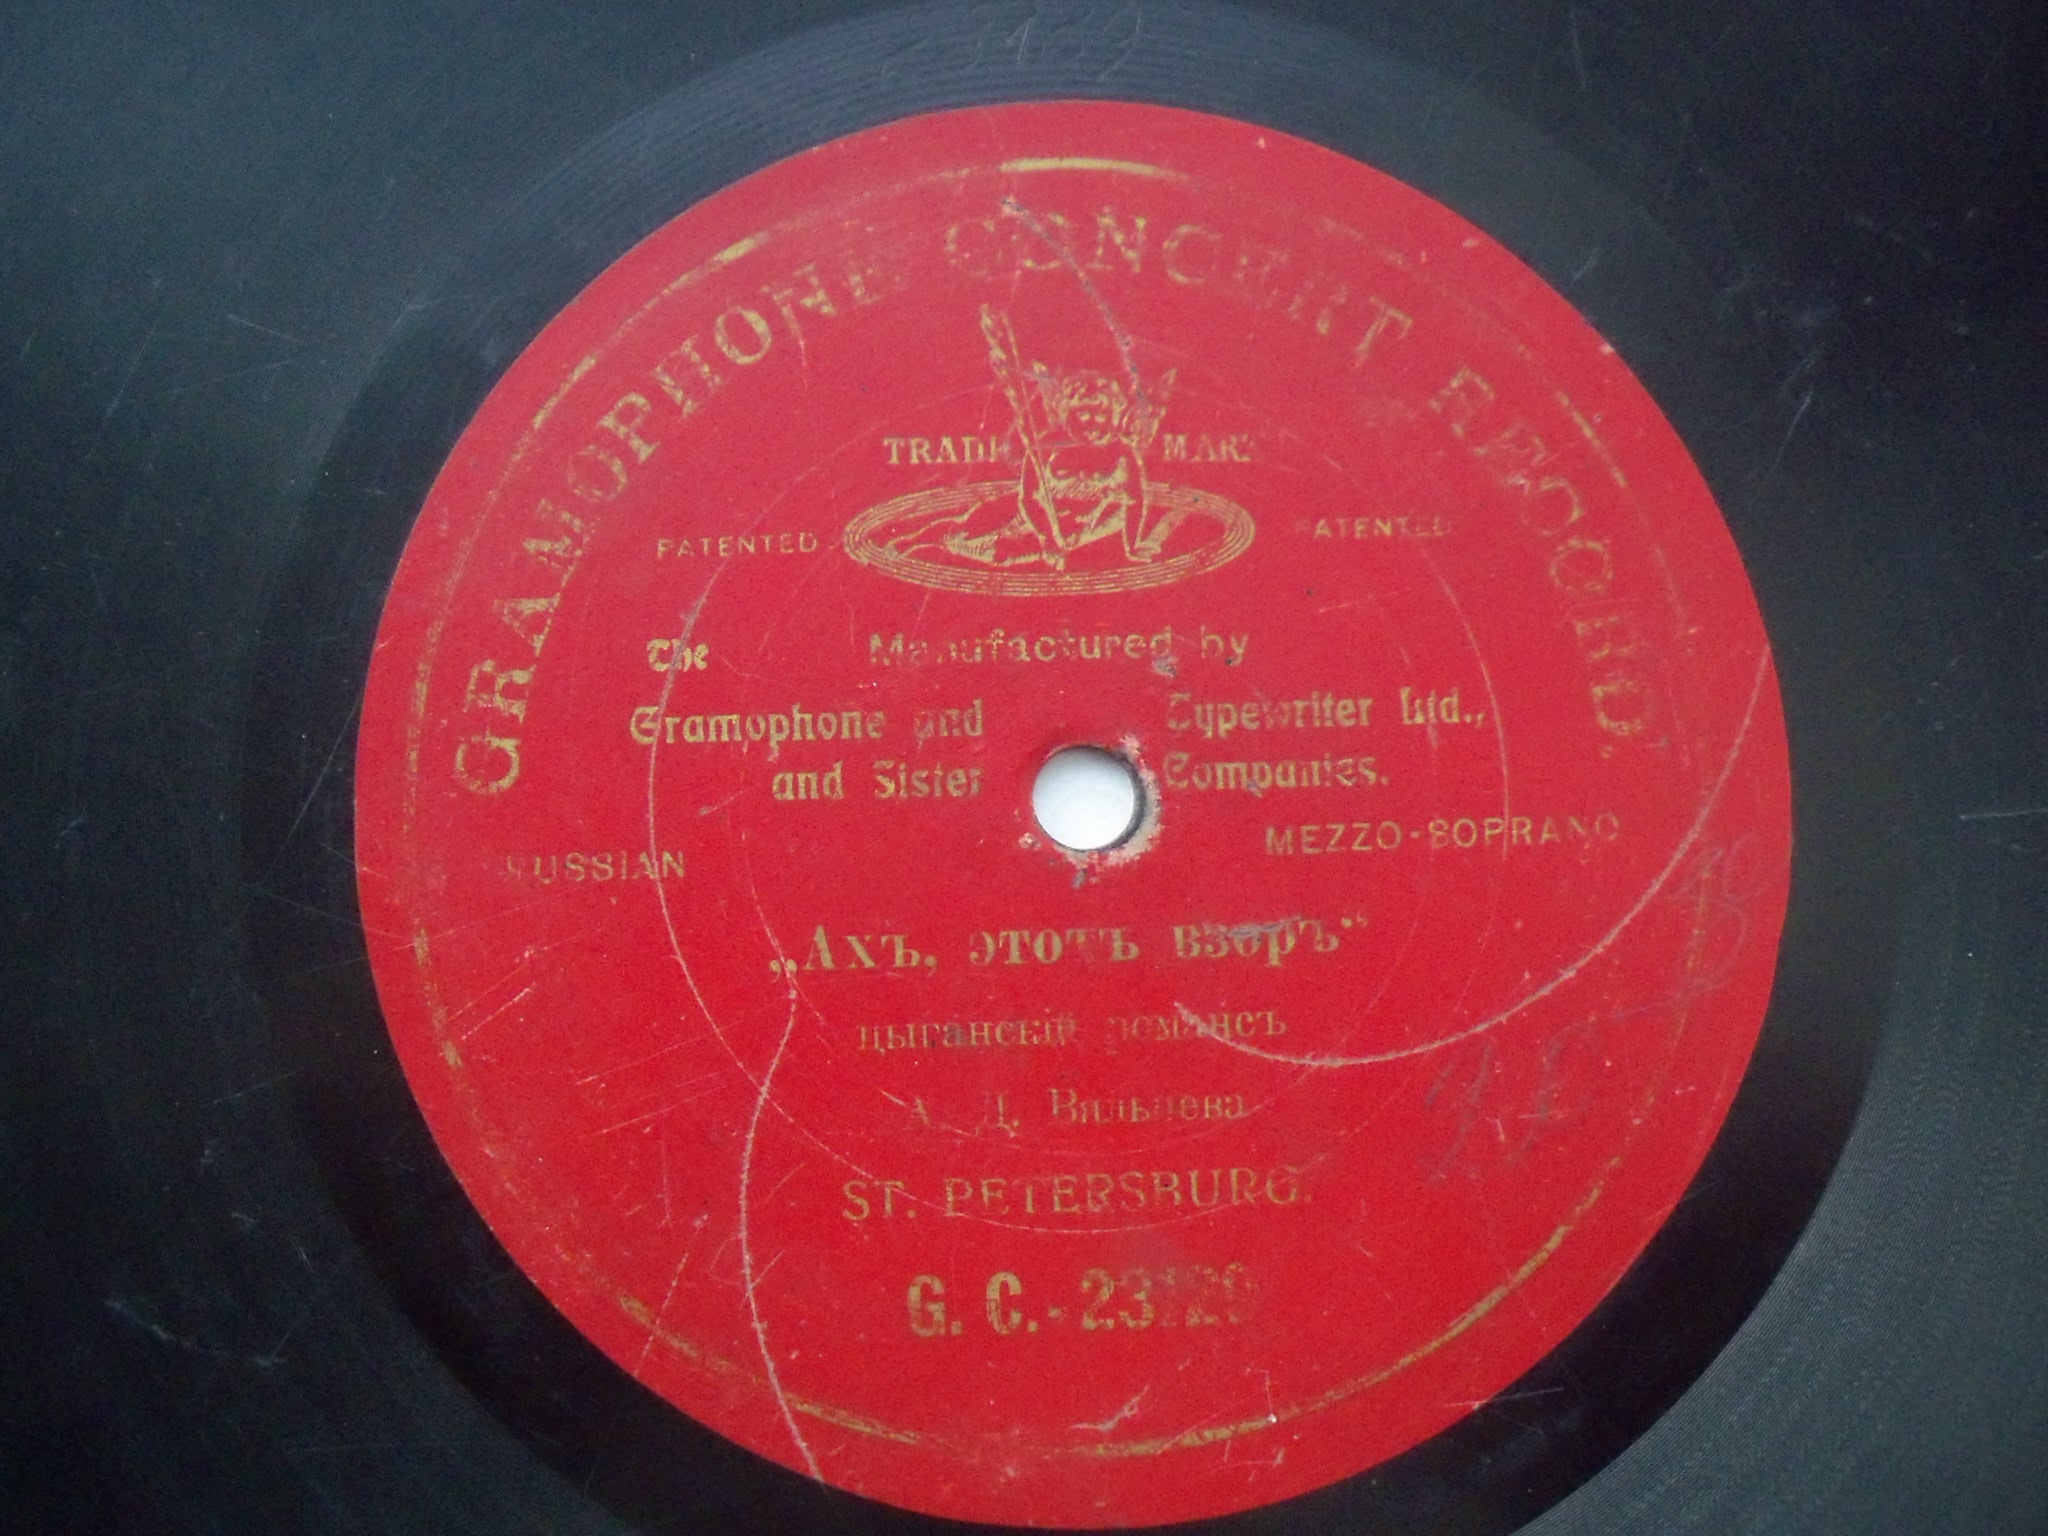 GRAMOPHONE CONCERT RECORD.
TRADE MARK
PATENTED PATENTED
Manufactured by
The Gramophone and Typewriter Ltd.,
and Sister Companies.
RUSSIAN MEZZO-SOPRANO
„Ахъ, этотъ взоръ“
цыганскій романсъ
А. Д. Вяльцева
ST. PETERSBURG.
G. C.-23129